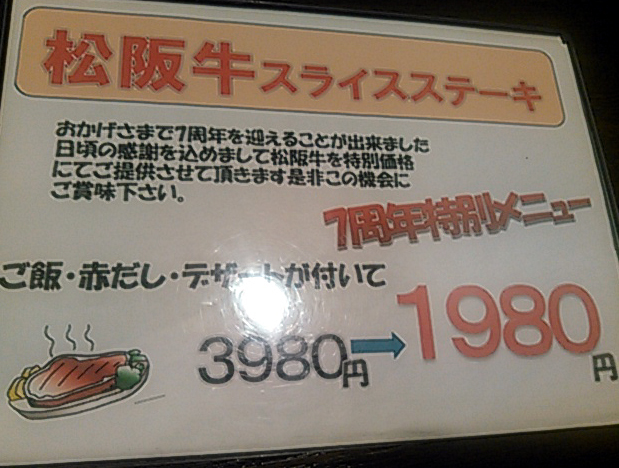 松阪牛スライスステーキ
おかげさまで7周年を迎えることが出来ました
日頃の感謝を込めまして松阪牛を特別価格
にてご提供させて頂きます是非この機会に
ご賞味下さい。
7周年特別メニュー
ご飯・赤だし・デザートが付いて
3980円→1980円